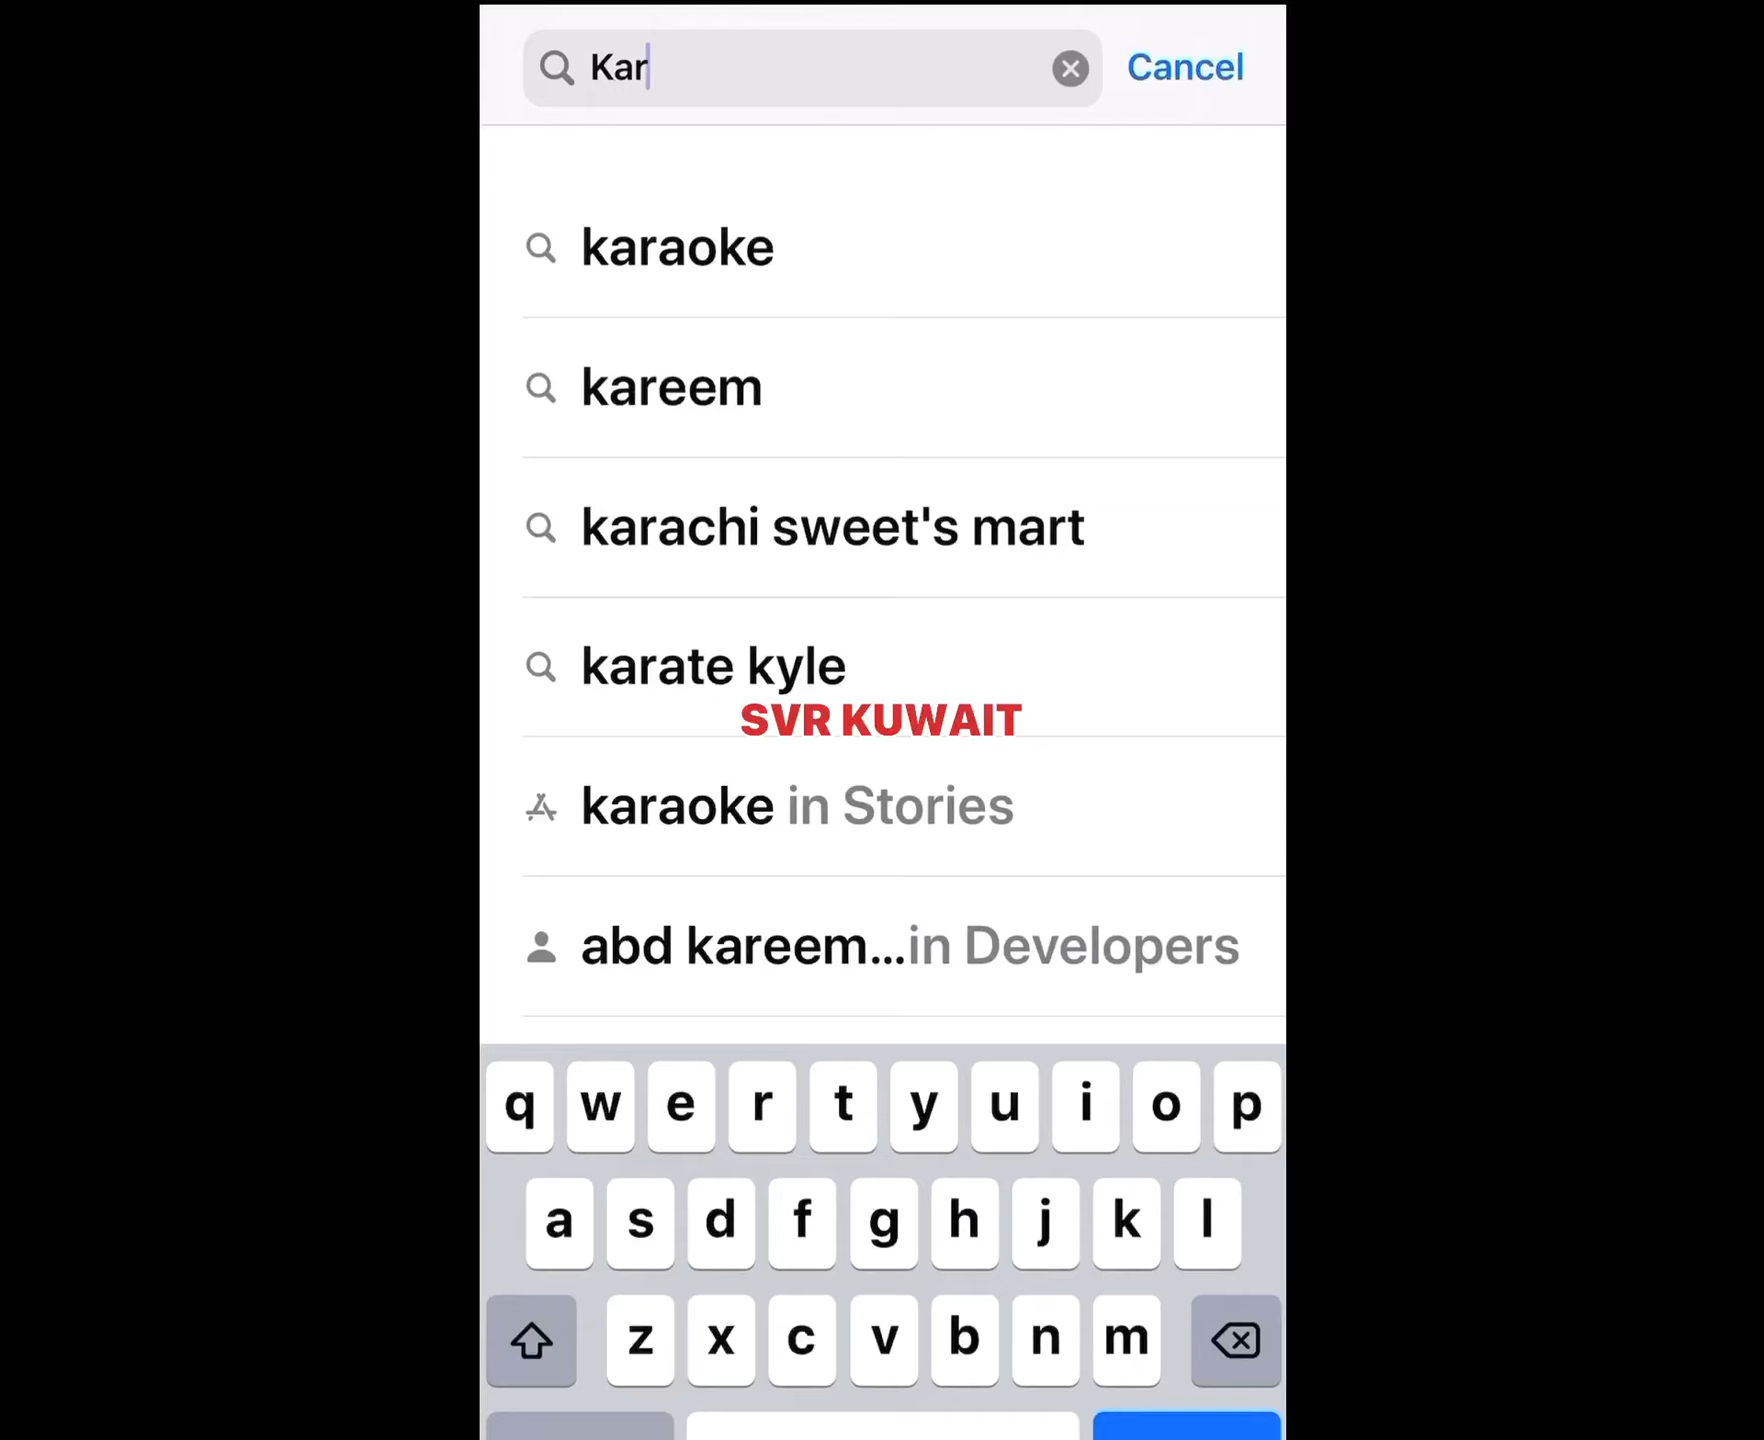 Kar
Cancel
karaoke
kareem
karachi sweet's mart
karate kyle
SVR KUWAIT
karaoke in Stories
abd kareem...in Developers
q w e r t y u i o p
a s d f g h j k l
z x c v b n m